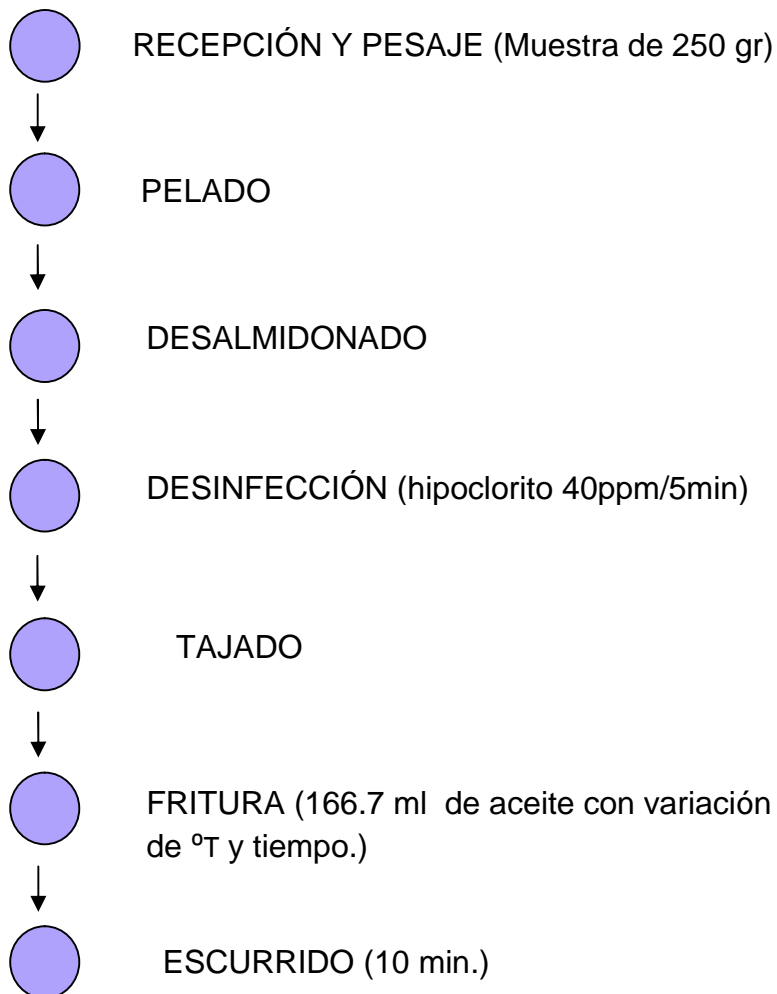 RECEPCIÓN Y PESAJE (Muestra de 250 gr)
PELADO
DESALMIDONADO
DESINFECCIÓN (hipoclorito 40ppm/5min)
TAJADO
FRITURA (166.7 ml  de aceite con variación
de ºT y tiempo.)
ESCURRIDO (10 min.)